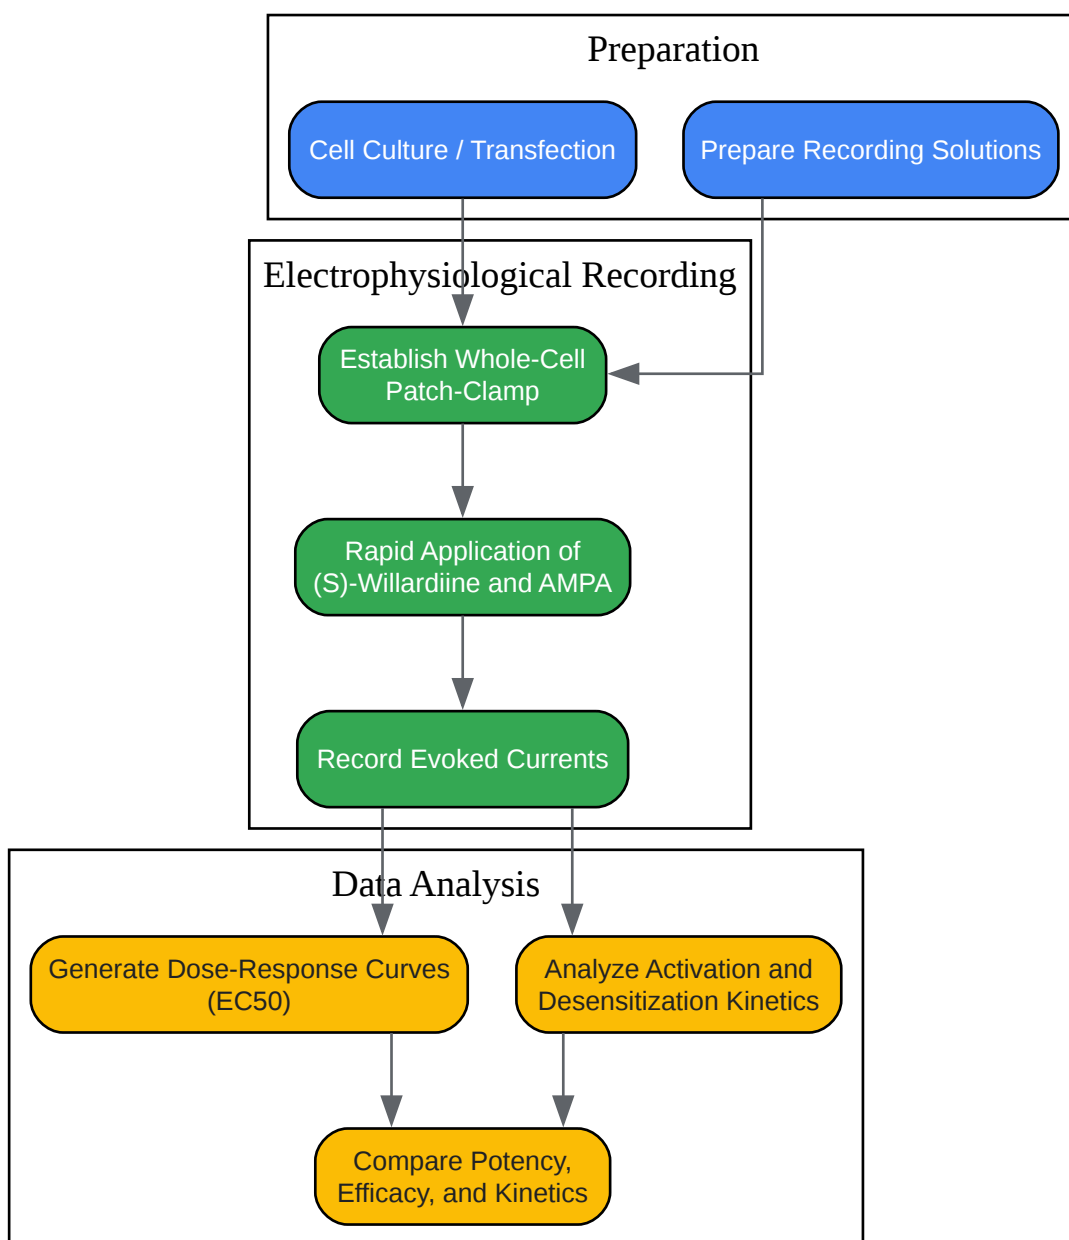 Preparation
Cell Culture / Transfection
Prepare Recording Solutions
Electrophysiological Recording
Establish Whole-Cell
Patch-Clamp
Rapid Application of
(S)-Willardiine and AMPA
Record Evoked Currents
Data Analysis
Generate Dose-Response Curves
(EC50)
Analyze Activation and
Desensitization Kinetics
Compare Potency,
Efficacy, and Kinetics